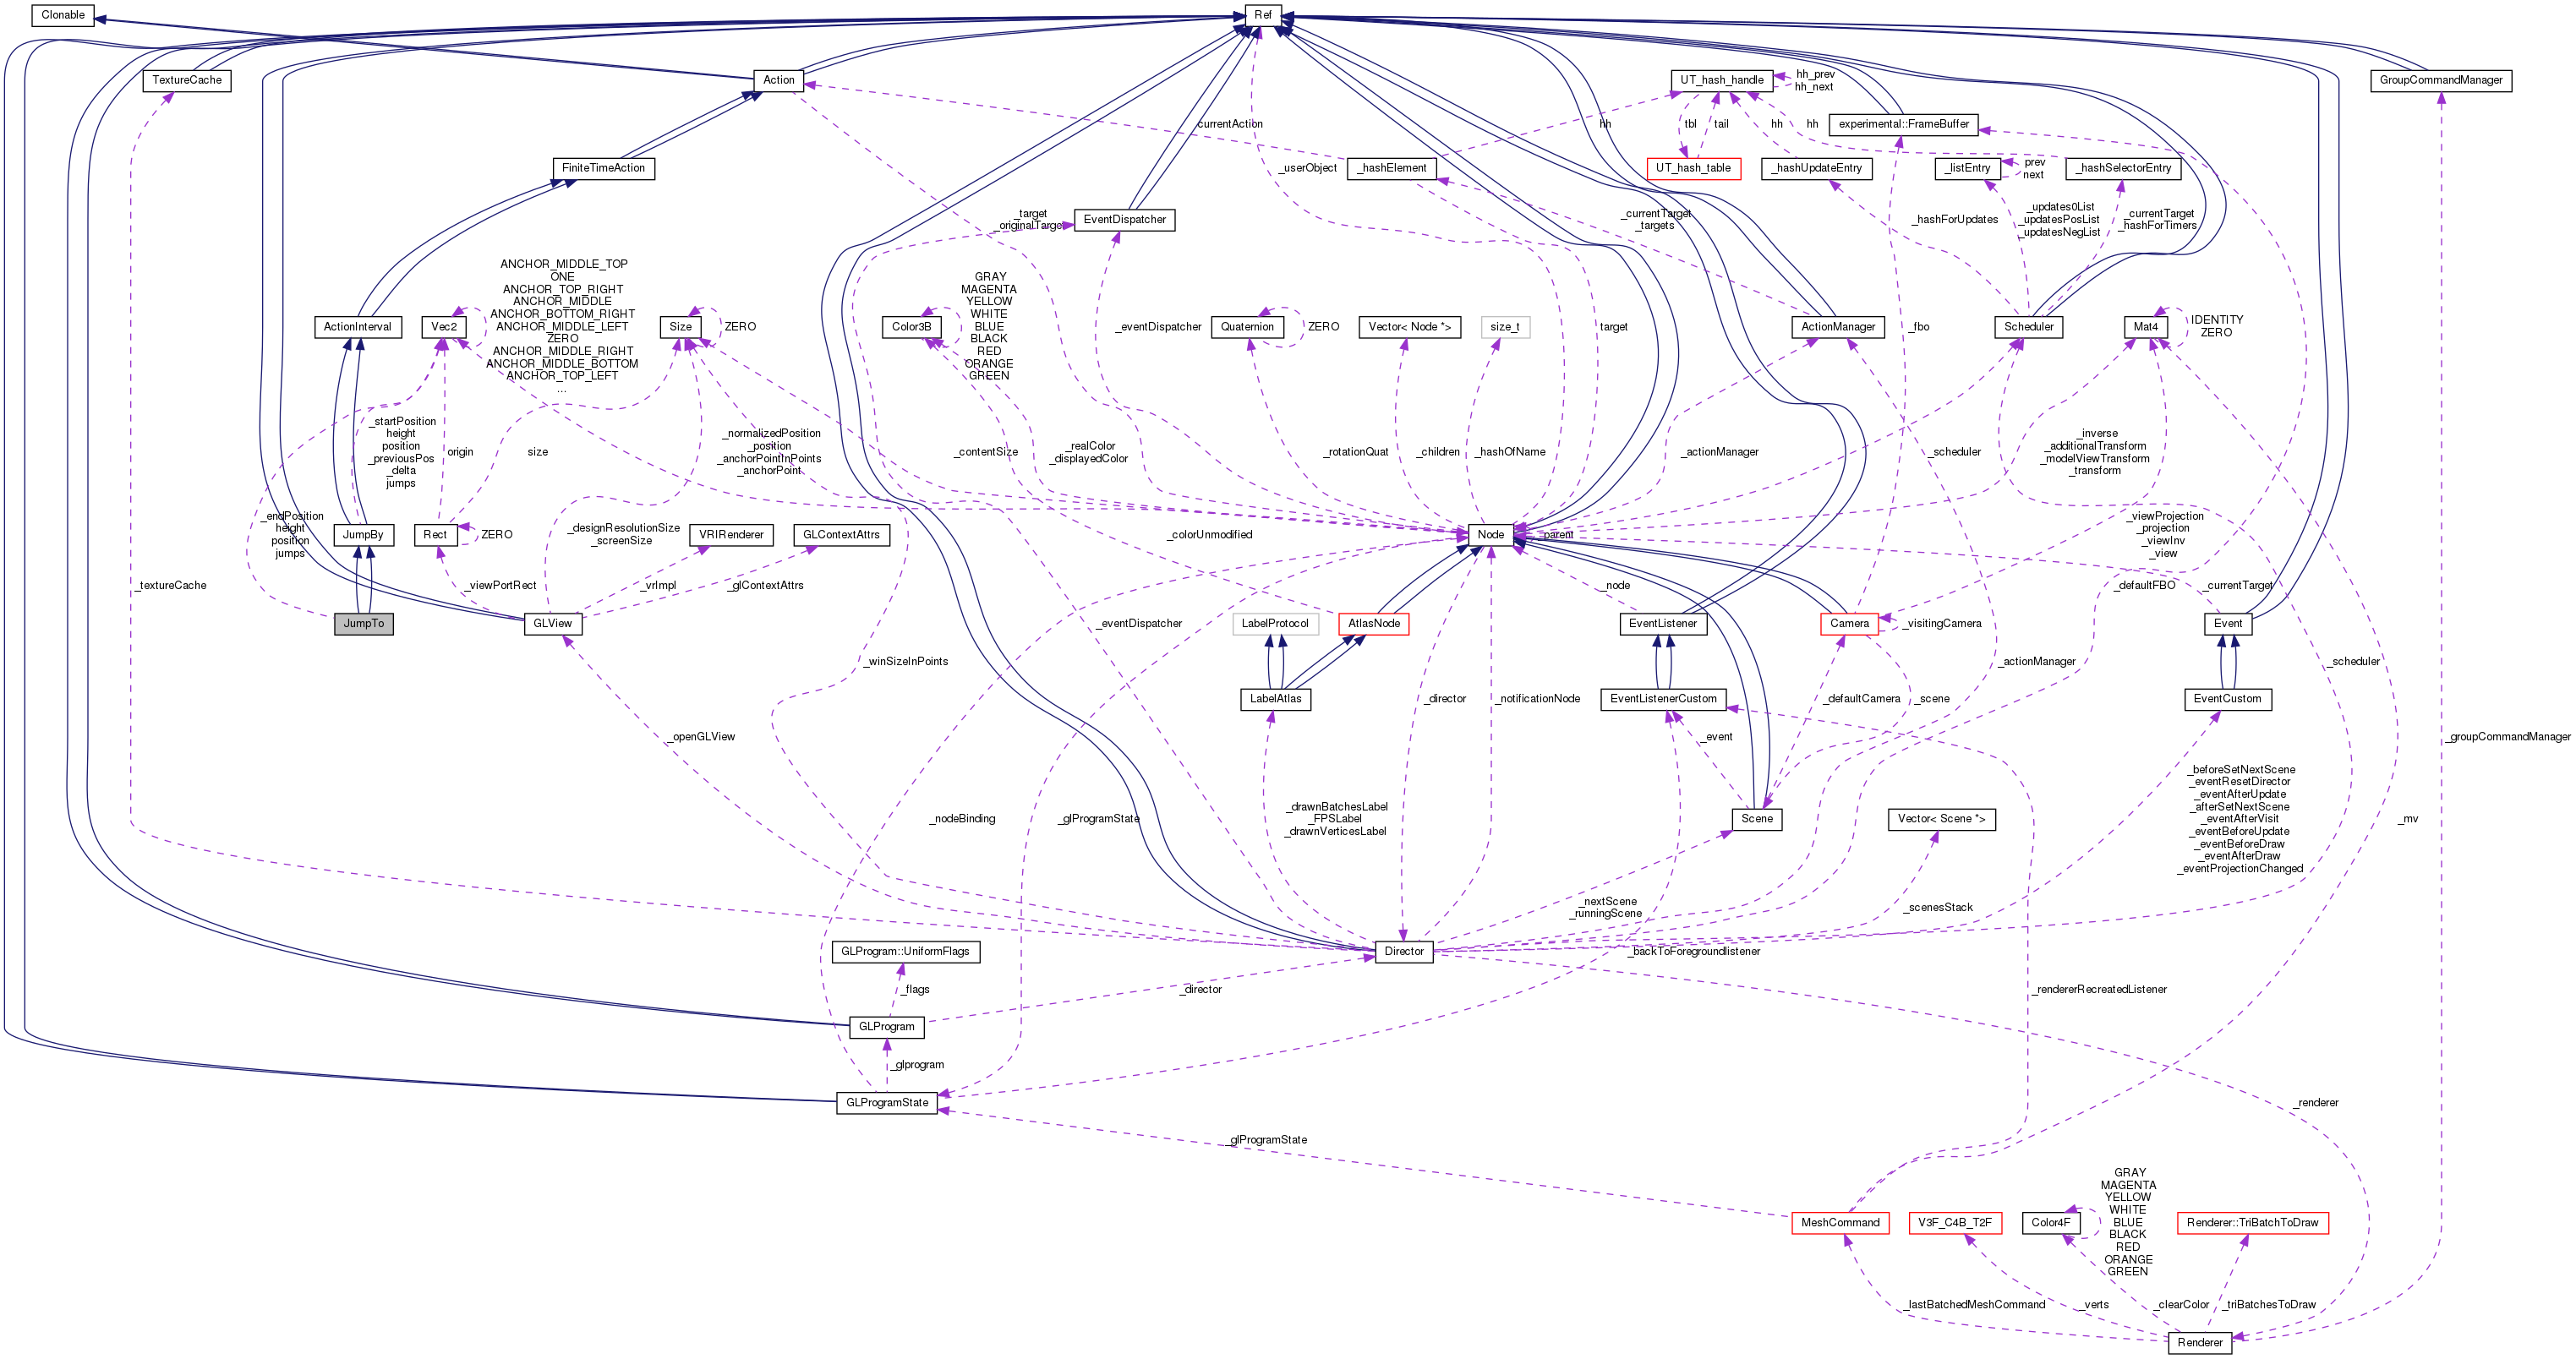 Clonable
Ref
TextureCache
Action
UT_hash_handle
hh_prev
hh_next
GroupCommandManager
currentAction
hh
tbl
tail
hh
hh
experimental::FrameBuffer
FiniteTimeAction
_userObject
_hashElement
UT_hash_table
_hashUpdateEntry
_listEntry
prev
next
_hashSelectorEntry
_target
_originalTarget
EventDispatcher
_currentTarget
_targets
_hashForUpdates
_updates0List
_updatesPosList
_updatesNegList
_currentTarget
_hashForTimers
ActionInterval
Vec2
ANCHOR_MIDDLE_TOP
ONE
ANCHOR_TOP_RIGHT
ANCHOR_MIDDLE
ANCHOR_BOTTOM_RIGHT
ANCHOR_MIDDLE_LEFT
ZERO
ANCHOR_MIDDLE_RIGHT
ANCHOR_MIDDLE_BOTTOM
ANCHOR_TOP_LEFT
...
Size
ZERO
Color3B
GRAY
MAGENTA
YELLOW
WHITE
BLUE
BLACK
RED
ORANGE
GREEN
_eventDispatcher
Quaternion
ZERO
Vector< Node *>
size_t
target
ActionManager
_fbo
Scheduler
Mat4
IDENTITY
ZERO
_startPosition
height
position
_previousPos
_delta
jumps
origin
size
_normalizedPosition
_position
_anchorPointInPoints
_anchorPoint
_contentSize
_realColor
_displayedColor
_rotationQuat
_children
_hashOfName
_actionManager
_scheduler
_inverse
_additionalTransform
_modelViewTransform
_transform
_endPosition
height
position
jumps
JumpBy
Rect
ZERO
_designResolutionSize
_screenSize
VRIRenderer
GLContextAttrs
_colorUnmodified
Node
_parent
_viewProjection
_projection
_viewInv
_view
_textureCache
_viewPortRect
_vrImpl
_glContextAttrs
_node
_defaultFBO
_currentTarget
JumpTo
GLView
_eventDispatcher
LabelProtocol
AtlasNode
EventListener
Camera
_visitingCamera
Event
_winSizeInPoints
_actionManager
_scheduler
LabelAtlas
_director
_notificationNode
EventListenerCustom
_defaultCamera
_scene
EventCustom
_openGLView
_event
_groupCommandManager
_beforeSetNextScene
_eventResetDirector
_eventAfterUpdate
_afterSetNextScene
_eventAfterVisit
_eventBeforeUpdate
_eventBeforeDraw
_eventAfterDraw
_eventProjectionChanged
_nodeBinding
_glProgramState
_drawnBatchesLabel
_FPSLabel
_drawnVerticesLabel
Scene
Vector< Scene *>
_mv
_nextScene
_runningScene
_scenesStack
GLProgram::UniformFlags
Director
_backToForegroundlistener
_flags
_director
_rendererRecreatedListener
GLProgram
_glprogram
GLProgramState
_renderer
_glProgramState
GRAY
MAGENTA
YELLOW
WHITE
BLUE
BLACK
RED
ORANGE
GREEN
MeshCommand
V3F_C4B_T2F
Color4F
Renderer::TriBatchToDraw
_lastBatchedMeshCommand
_verts
_clearColor
_triBatchesToDraw
Renderer